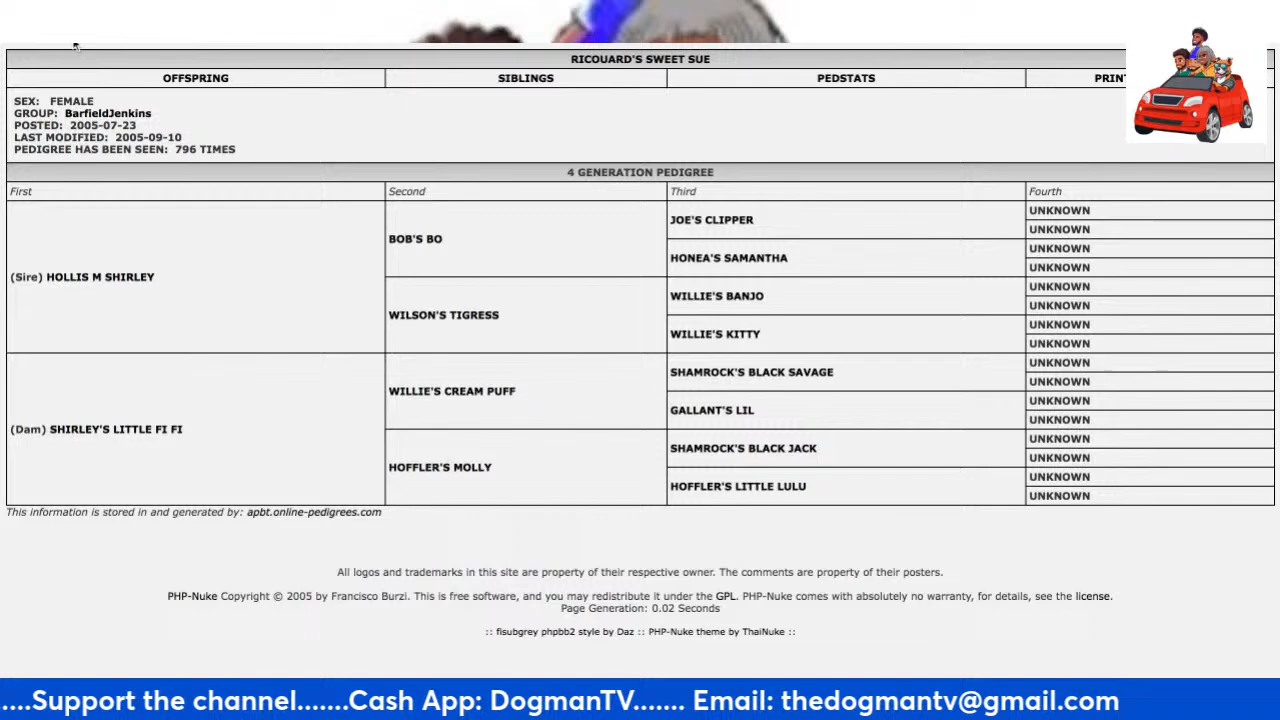 RICOUARD'S SWEET SUE
OFFSPRING SIBLINGS PEDSTATS PRINT
SEX: FEMALE
GROUP: BarfieldJenkins
POSTED: 2005-07-23
LAST MODIFIED: 2005-09-10
PEDIGREE HAS BEEN SEEN: 796 TIMES
4 GENERATION PEDIGREE
First Second Third Fourth
(Sire) HOLLIS M SHIRLEY
BOB'S BO
JOE'S CLIPPER
UNKNOWN
UNKNOWN
HONEA'S SAMANTHA
UNKNOWN
UNKNOWN
WILSON'S TIGRESS
WILLIE'S BANJO
UNKNOWN
UNKNOWN
WILLIE'S KITTY
UNKNOWN
UNKNOWN
(Dam) SHIRLEY'S LITTLE FI FI
WILLIE'S CREAM PUFF
SHAMROCK'S BLACK SAVAGE
UNKNOWN
UNKNOWN
GALLANT'S LIL
UNKNOWN
UNKNOWN
HOFFLER'S MOLLY
SHAMROCK'S BLACK JACK
UNKNOWN
UNKNOWN
HOFFLER'S LITTLE LULU
UNKNOWN
UNKNOWN
This information is stored in and generated by: apbt.online-pedigrees.com
All logos and trademarks in this site are property of their respective owner. The comments are property of their posters.
PHP-Nuke Copyright © 2005 by Francisco Burzi. This is free software, and you may redistribute it under the GPL. PHP-Nuke comes with absolutely no warranty, for details, see the license.
Page Generation: 0.02 Seconds
:: fisubgrey phpbb2 style by Daz :: PHP-Nuke theme by ThaiNuke ::
.....Support the channel.......Cash App: DogmanTV....... Email: thedogmantv@gmail.com